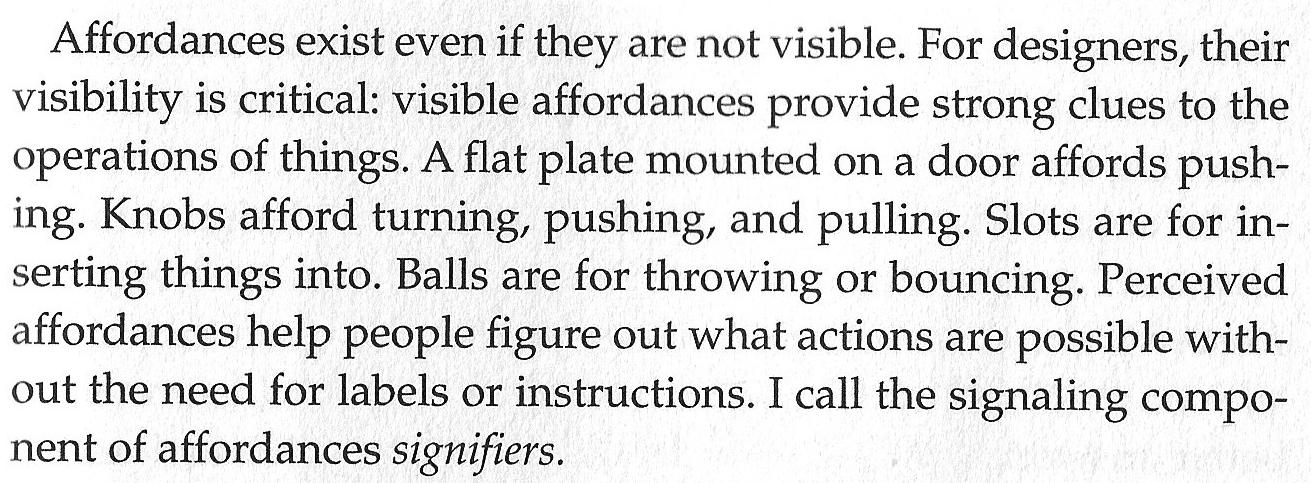 Affordances exist even if they are not visible. For designers, their
visibility is critical: visible affordances provide strong clues to the
operations of things. A flat plate mounted on a door affords push-
ing. Knobs afford turning, pushing, and pulling. Slots are for in-
serting things into. Balls are for throwing or bouncing. Perceived
affordances help people figure out what actions are possible with-
out the need for labels or instructions. I call the signaling compo-
nent of affordances signifiers.